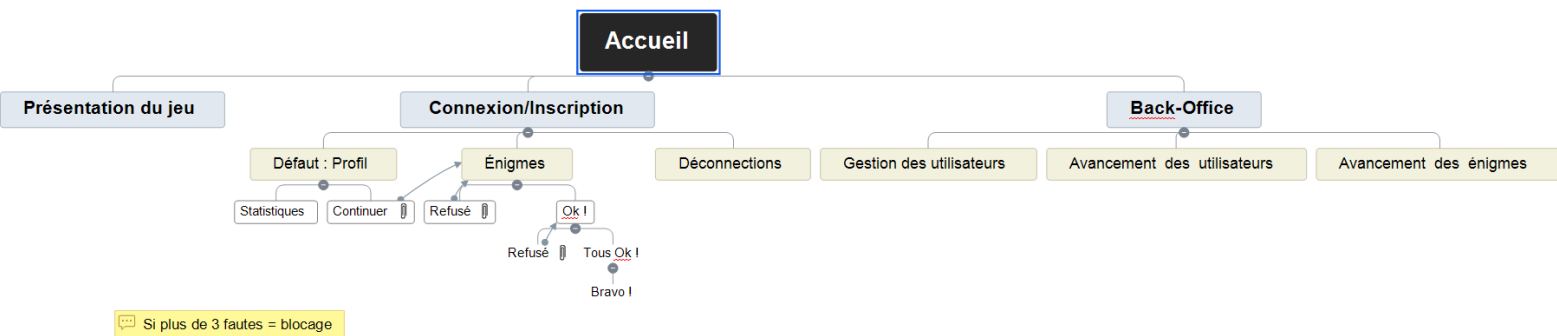 Accueil
Présentation du jeu
Connexion/Inscription
Back-Office
Défaut : Profil
Énigmes
Déconnections
Gestion des utilisateurs
Avancement des utilisateurs
Avancement des énigmes
Statistiques
Continuer
Refusé
Ok !
Refusé
Tous Ok !
Bravo !
Si plus de 3 fautes = blocage